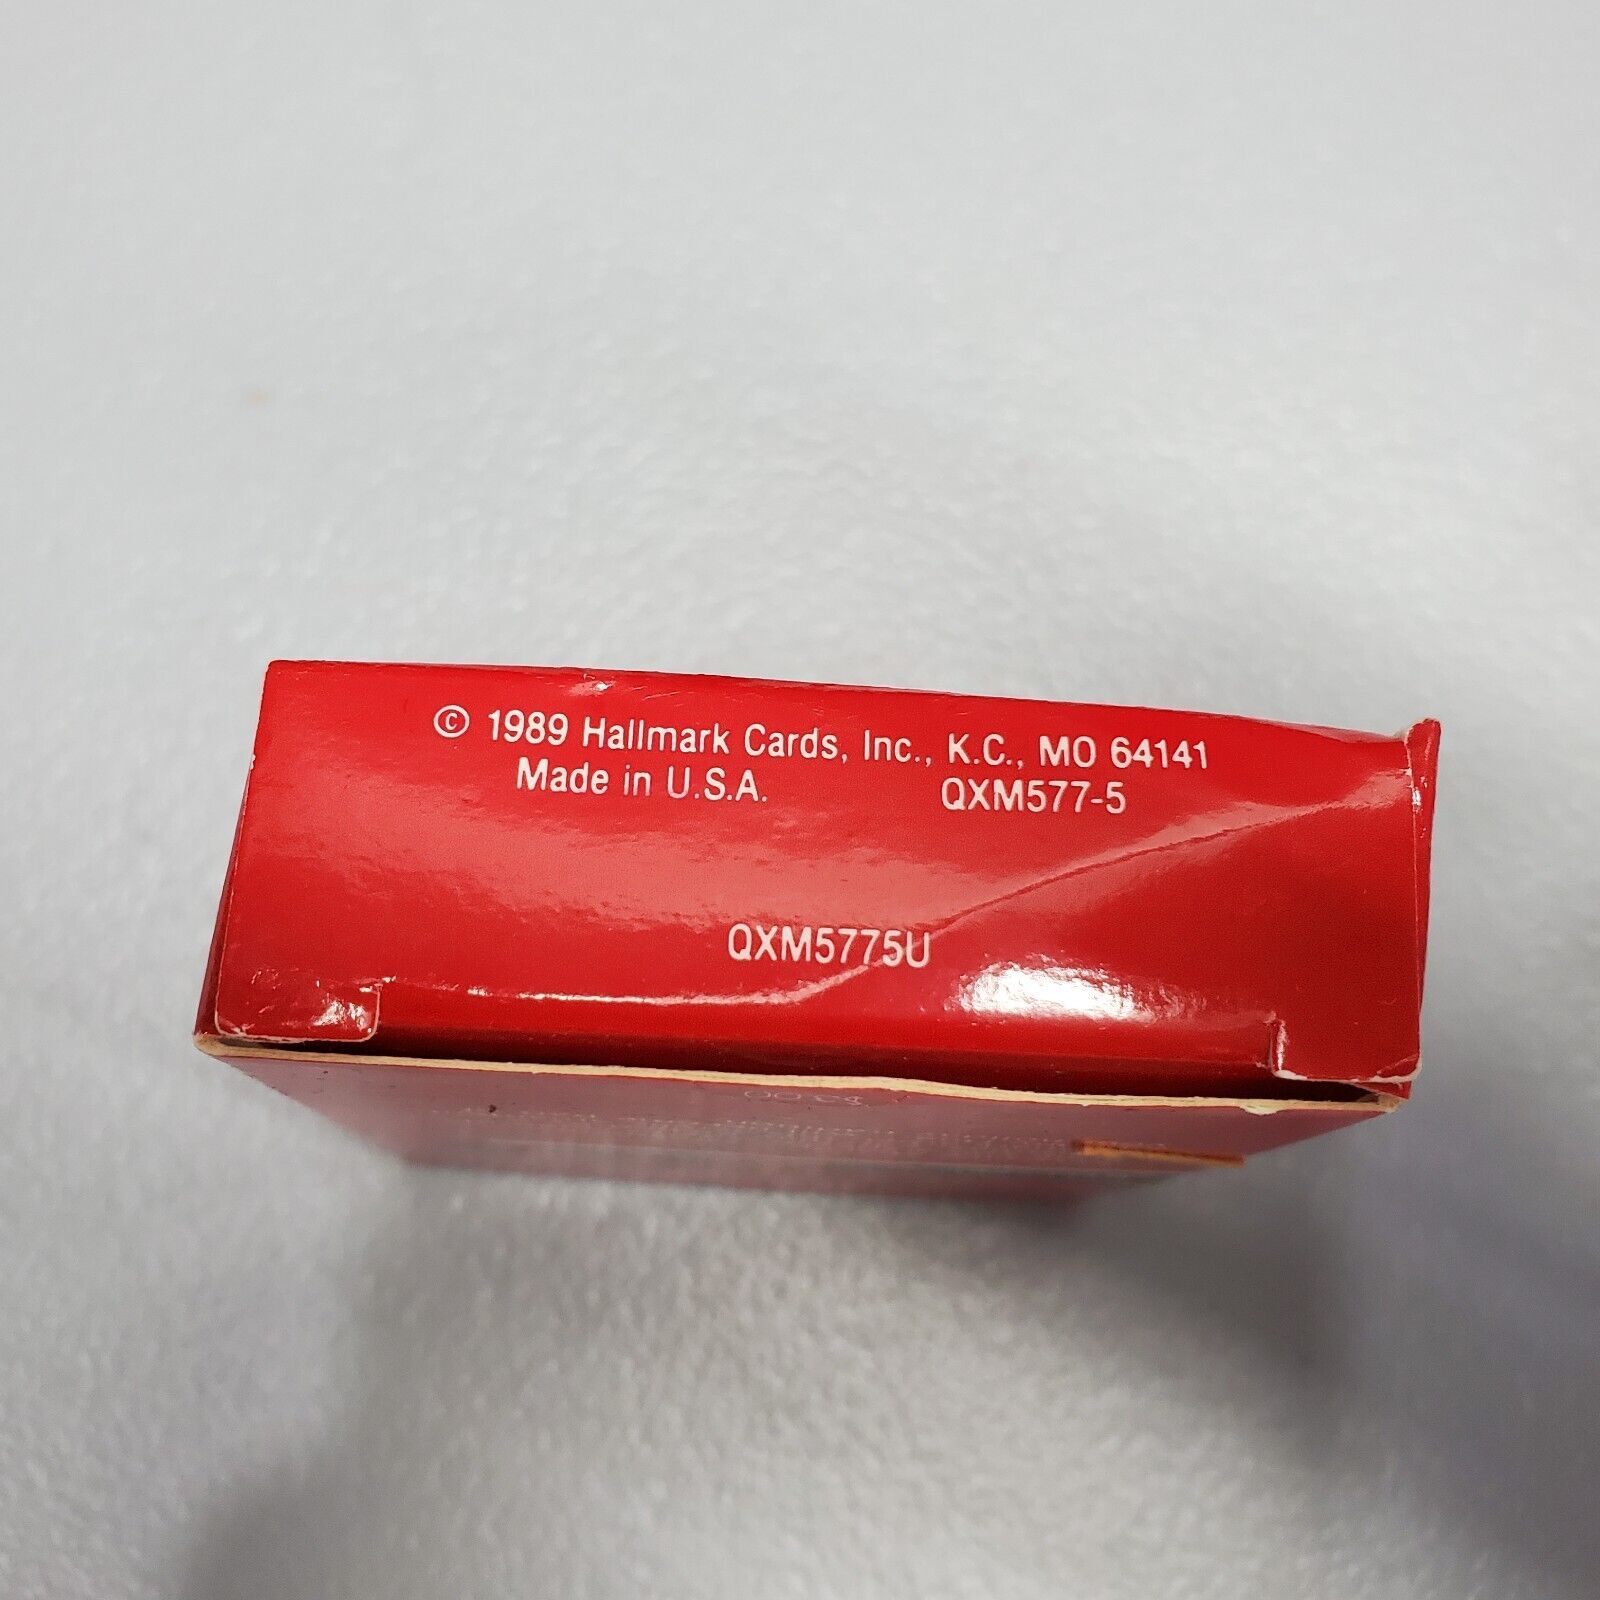 © 1989 Hallmark Cards, Inc., K.C., MO 64141
Made in U.S.A. QXM577-5
QXM5775U